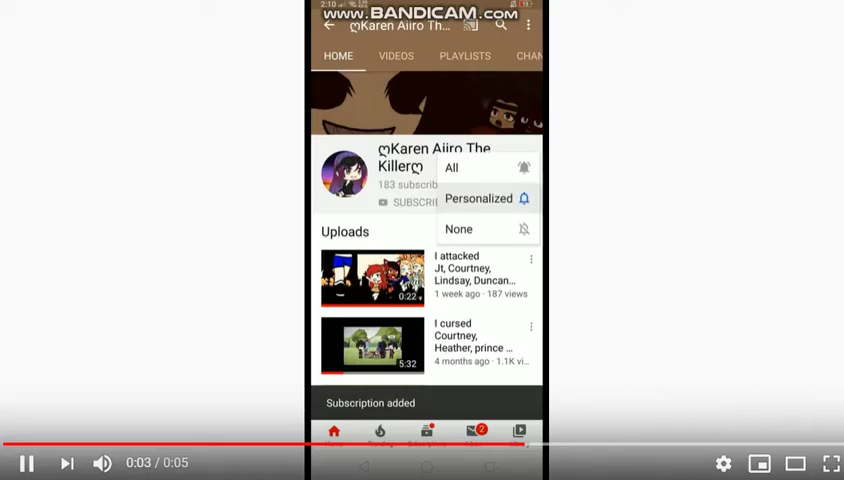 www.BANDICAM.com
2:10
ღKaren Aiiro Th...
HOME VIDEOS PLAYLISTS CHAN
ღKaren Aiiro The
Killerღ
183 subscrib
SUBSCRI
All
Personalized
None
Uploads
I attacked
Jt, Courtney,
Lindsay, Duncan...
1 week ago · 187 views
0:22
I cursed
Courtney,
Heather, prince ...
4 months ago · 1.1K vi...
5:32
Subscription added
2
0:03 / 0:05